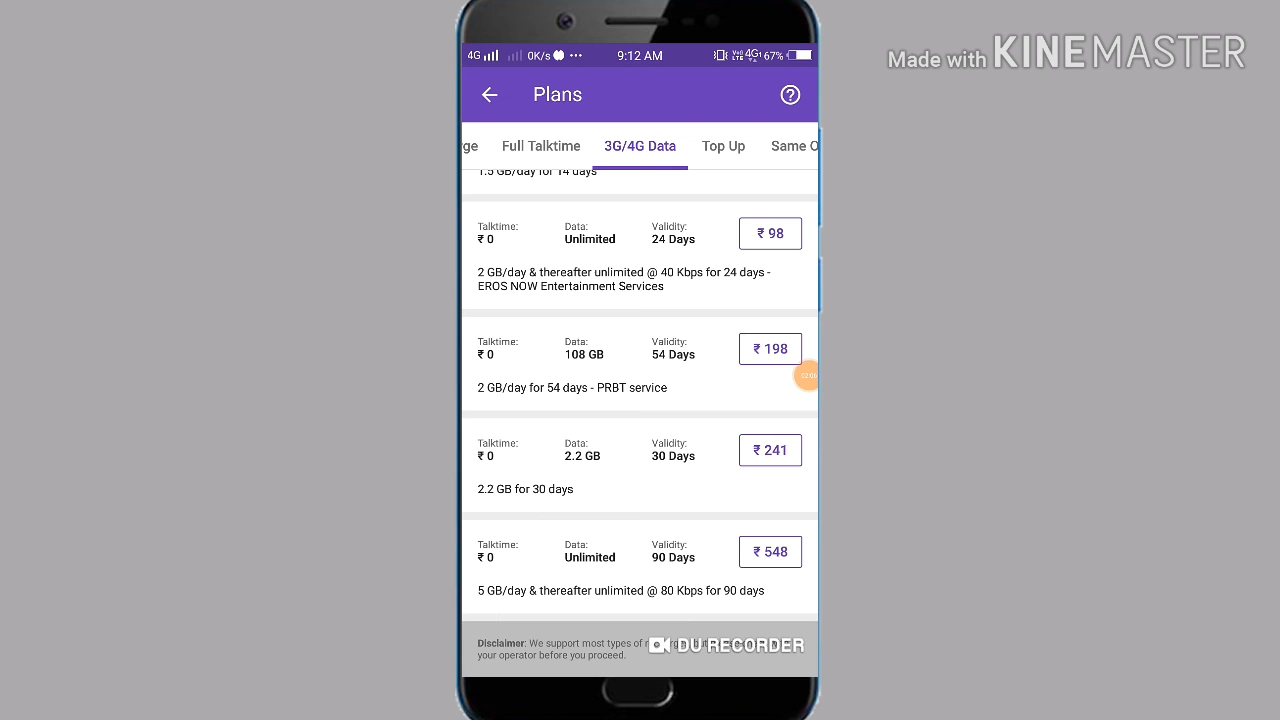 Made with KINEMASTER
4G 0K/s 9:12 AM 4G 67%
Plans
rge Full Talktime 3G/4G Data Top Up Same O
1.5 GB/day for 14 days
Talktime: Data: Validity:
₹ 0 Unlimited 24 Days ₹ 98
2 GB/day & thereafter unlimited @ 40 Kbps for 24 days -
EROS NOW Entertainment Services
Talktime: Data: Validity:
₹ 0 108 GB 54 Days ₹ 198
02:06
2 GB/day for 54 days - PRBT service
Talktime: Data: Validity:
₹ 0 2.2 GB 30 Days ₹ 241
2.2 GB for 30 days
Talktime: Data: Validity:
₹ 0 Unlimited 90 Days ₹ 548
5 GB/day & thereafter unlimited @ 80 Kbps for 90 days
Disclaimer: We support most types of
your operator before you proceed.
DU RECORDER